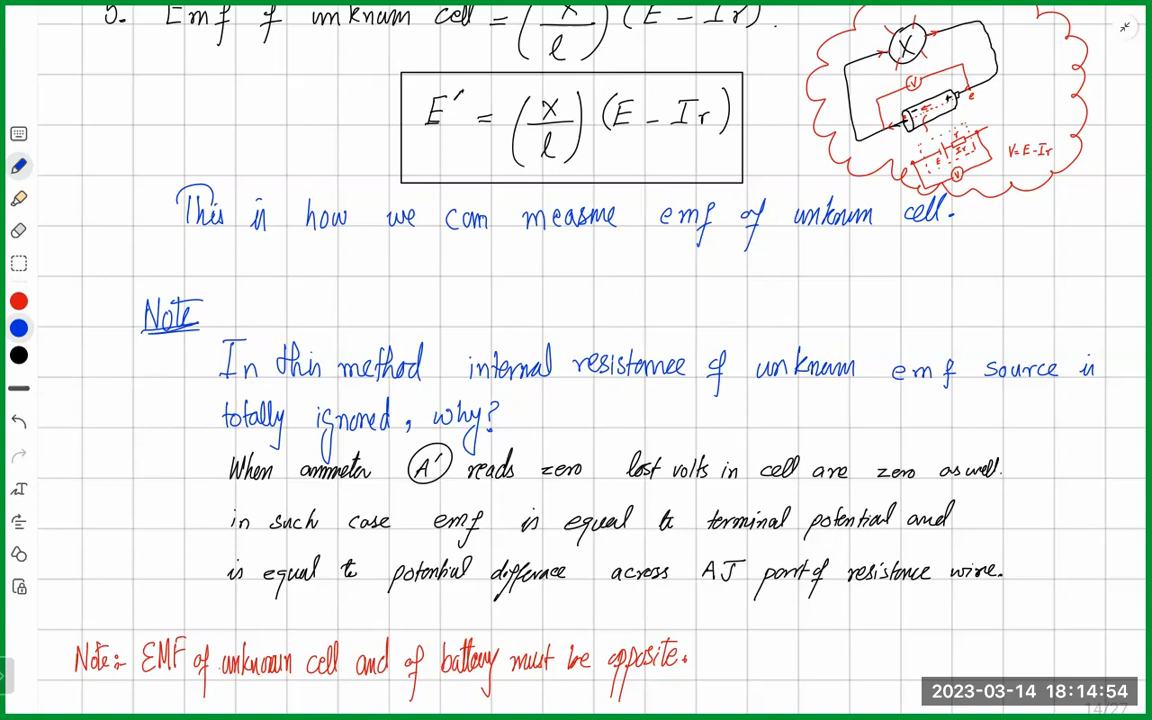 5. Emf of unknown cell = (x/l) (E - Ir).
E' = (x/l) (E - Ir)
X
V
e
r
E
Ir
V
V = E - Ir
This is how we can measure emf of unknown cell.
Note
In this method internal resistance of unknown emf source is
totally ignored, why?
When ammeter A' reads zero lost volts in cell are zero as well.
in such case emf is equal to terminal potential and
is equal to potential difference across AJ part of resistance wire.
Note:- EMF of unknown cell and of battery must be opposite.
2023-03-14 18:14:54
14/27